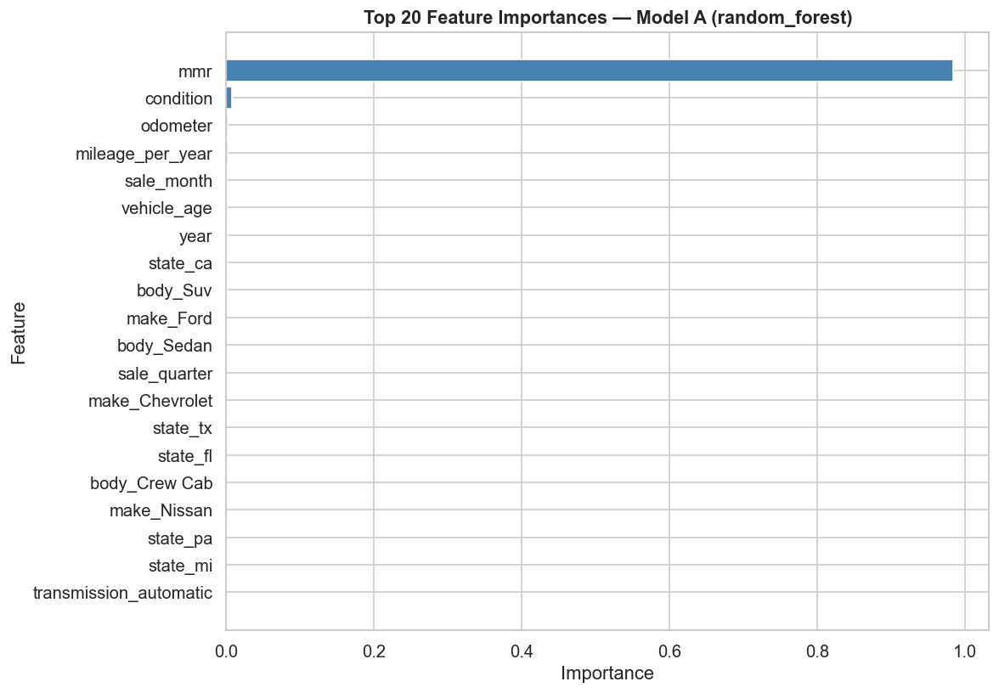 Top 20 Feature Importances — Model A (random_forest)
mmr
condition
odometer
mileage_per_year
sale_month
vehicle_age
year
state_ca
body_Suv
make_Ford
body_Sedan
sale_quarter
make_Chevrolet
state_tx
state_fl
body_Crew Cab
make_Nissan
state_pa
state_mi
transmission_automatic
Feature
0.0 0.2 0.4 0.6 0.8 1.0
Importance